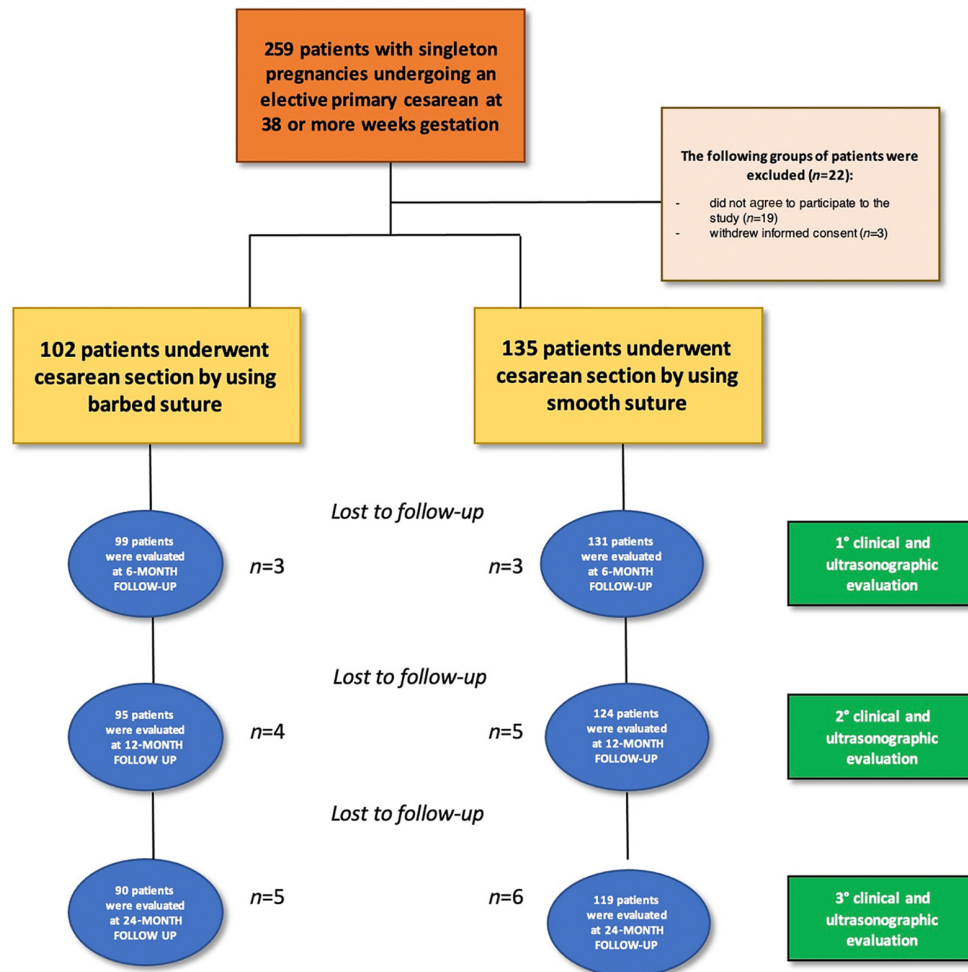 259 patients with singleton
pregnancies undergoing an
elective primary cesarean at
38 or more weeks gestation
The following groups of patients were
excluded (n=22):
- did not agree to participate to the
study (n=19)
- withdrew informed consent (n=3)
102 patients underwent
cesarean section by using
barbed suture
135 patients underwent
cesarean section by using
smooth suture
Lost to follow-up
99 patients
were evaluated
at 6-MONTH
FOLLOW-UP
n=3
n=3
131 patients
were evaluated
at 6-MONTH
FOLLOW-UP
1° clinical and
ultrasonographic
evaluation
Lost to follow-up
95 patients
were evaluated
at 12-MONTH
FOLLOW UP
n=4
n=5
124 patients
were evaluated
at 12-MONTH
FOLLOW-UP
2° clinical and
ultrasonographic
evaluation
Lost to follow-up
90 patients
were evaluated
at 24-MONTH
FOLLOW UP
n=5
n=6
119 patients
were evaluated
at 24-MONTH
FOLLOW-UP
3° clinical and
ultrasonographic
evaluation